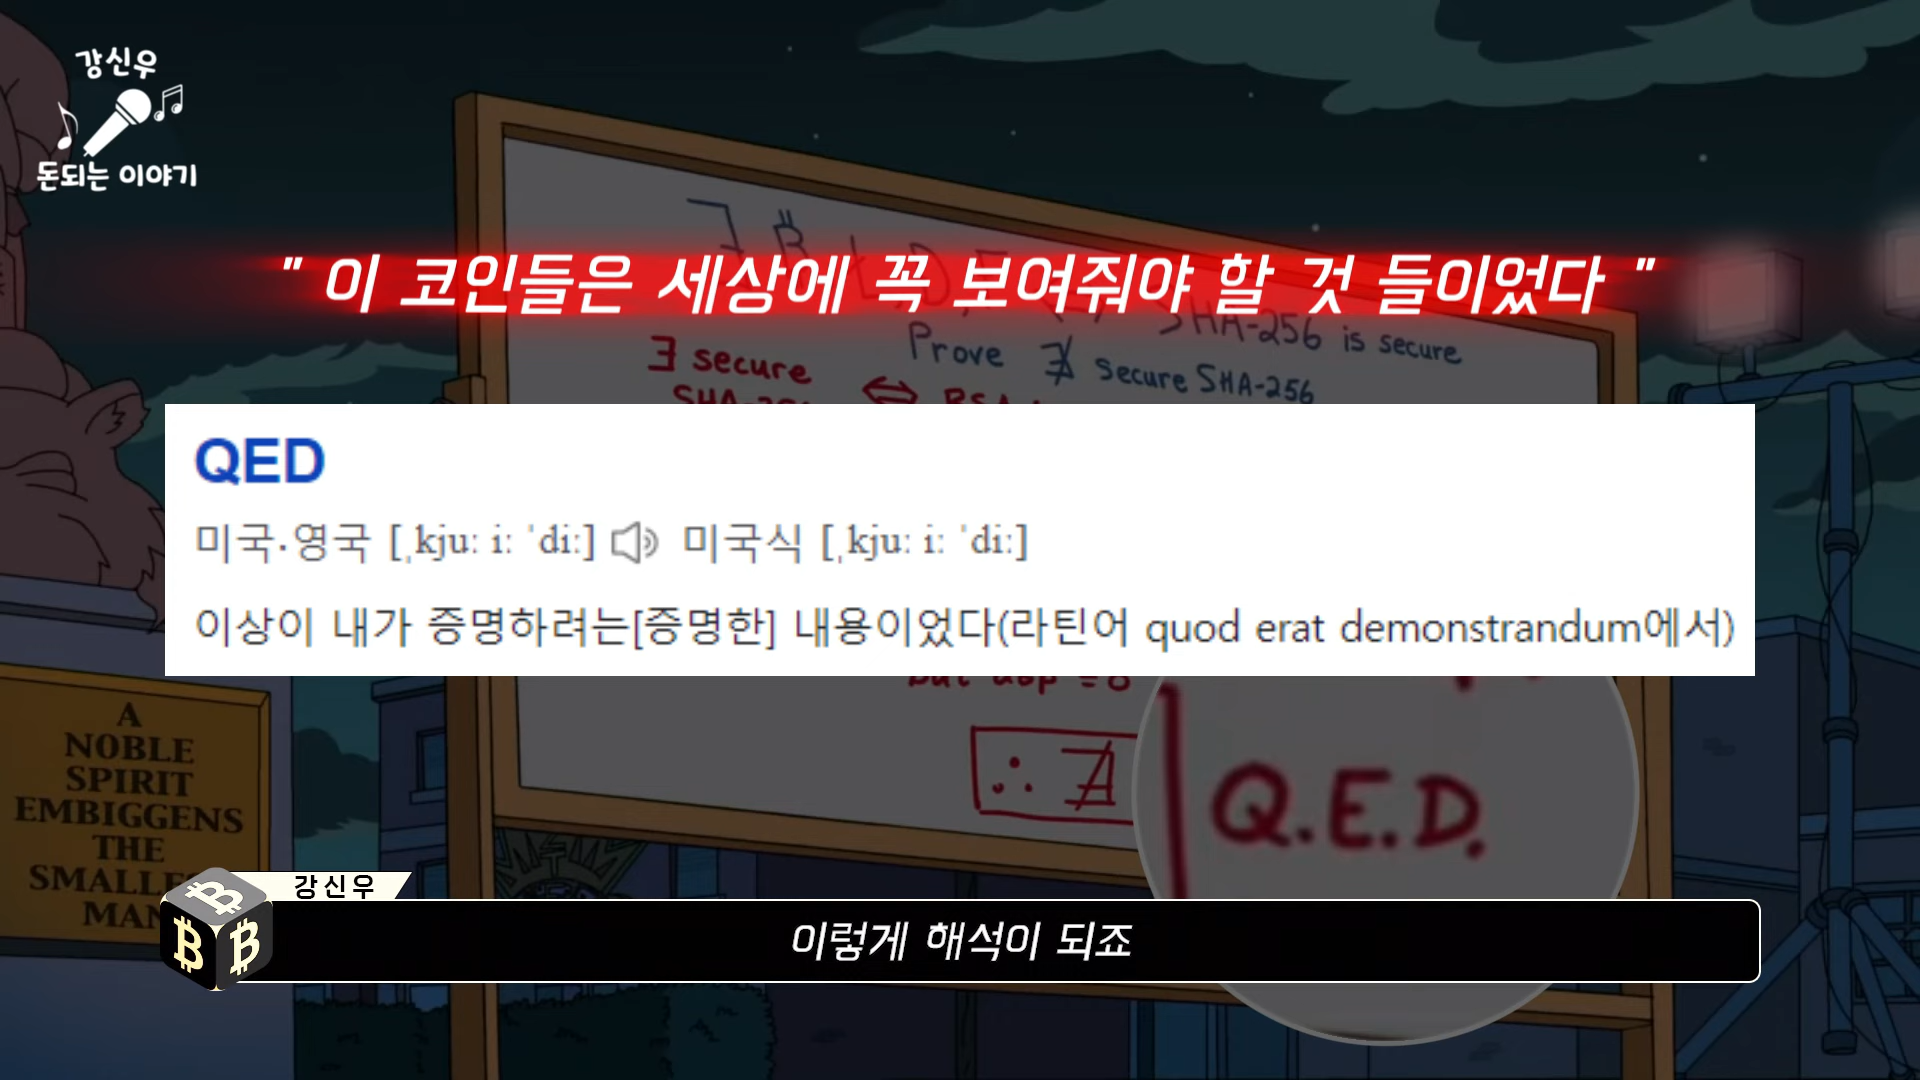 강신우
돈되는 이야기
" 이 코인들은 세상에 꼭 보여줘야 할 것 들이었다 "
SHA-256 is secure
Prove ∄ secure SHA-256
∃ secure
QED
미국·영국 [ˌkjuː iː ˈdiː] 미국식 [ˌkjuː iː ˈdiː]
이상이 내가 증명하려는[증명한] 내용이었다(라틴어 quod erat demonstrandum에서)
∴ ∄
Q.E.D.
A
NOBLE
SPIRIT
EMBIGGENS
THE
MAN
강신우
이렇게 해석이 되죠